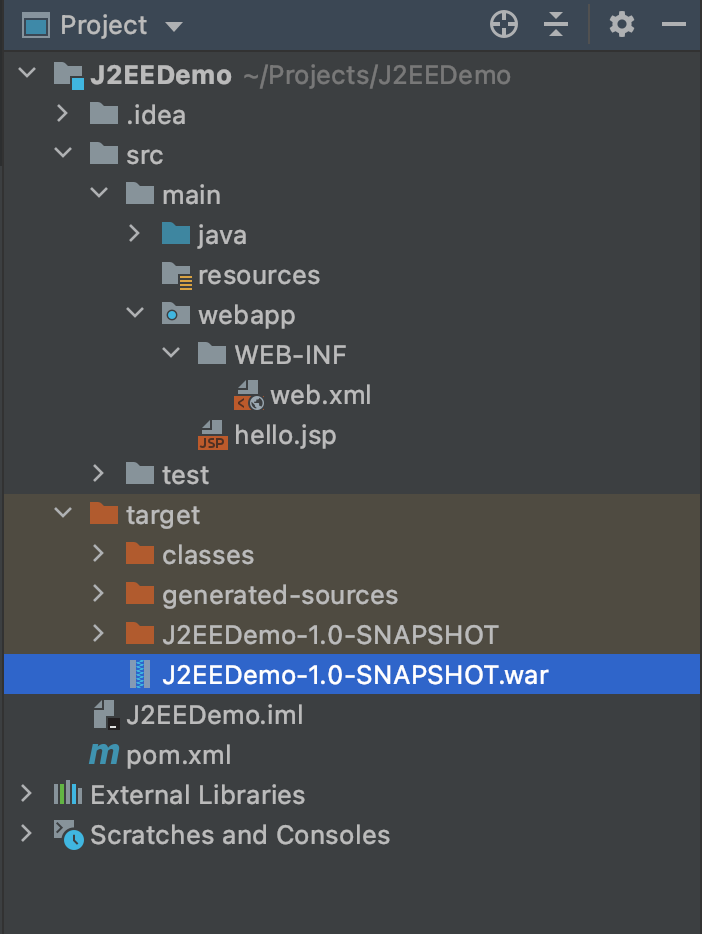 Project
J2EEDemo ~/Projects/J2EEDemo
.idea
src
main
java
resources
webapp
WEB-INF
web.xml
JSP hello.jsp
test
target
classes
generated-sources
J2EEDemo-1.0-SNAPSHOT
J2EEDemo-1.0-SNAPSHOT.war
J2EEDemo.iml
m pom.xml
External Libraries
Scratches and Consoles